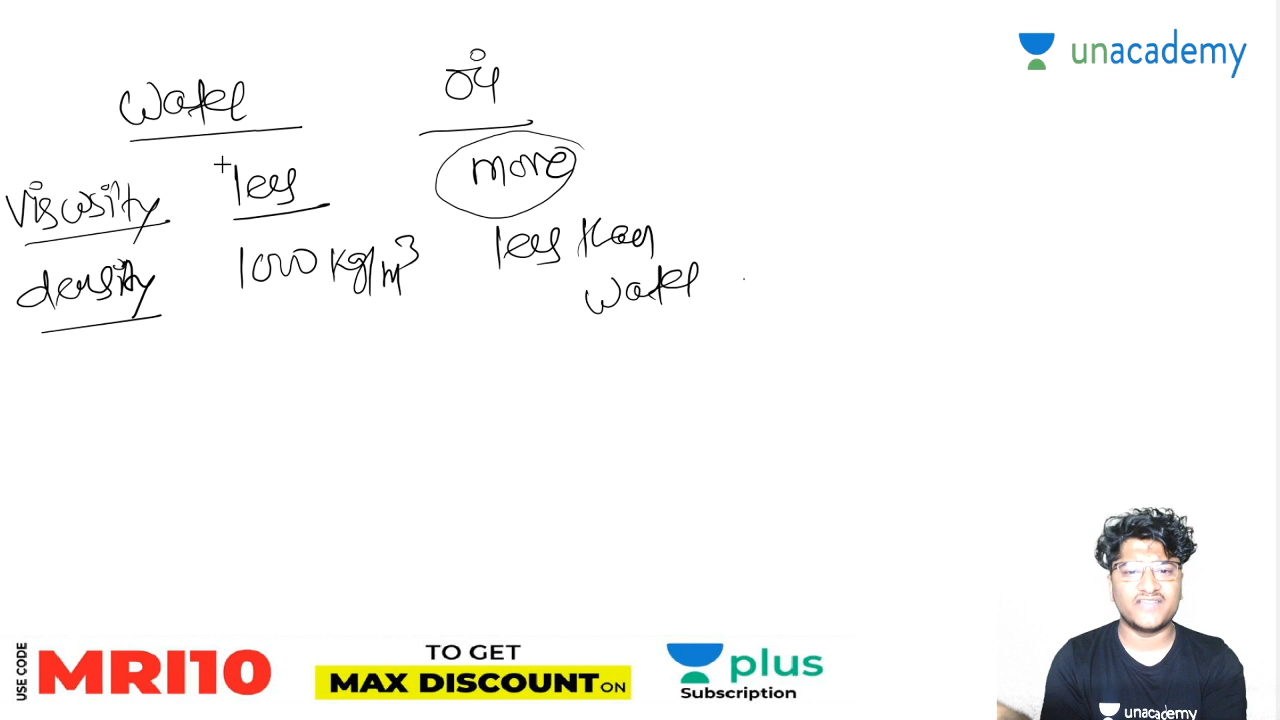 unacademy
water oil
viscosity less more
density 1000 kg/m³ less than
water
USE CODE
MRI10
TO GET
MAX DISCOUNT ON
plus
Subscription
unacademy